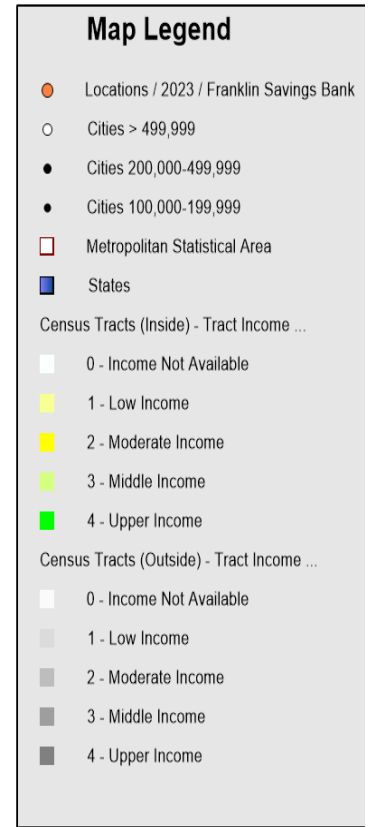 Map Legend
Locations / 2023 / Franklin Savings Bank
Cities > 499,999
Cities 200,000-499,999
Cities 100,000-199,999
Metropolitan Statistical Area
States
Census Tracts (Inside) - Tract Income ...
0 - Income Not Available
1 - Low Income
2 - Moderate Income
3 - Middle Income
4 - Upper Income
Census Tracts (Outside) - Tract Income ...
0 - Income Not Available
1 - Low Income
2 - Moderate Income
3 - Middle Income
4 - Upper Income